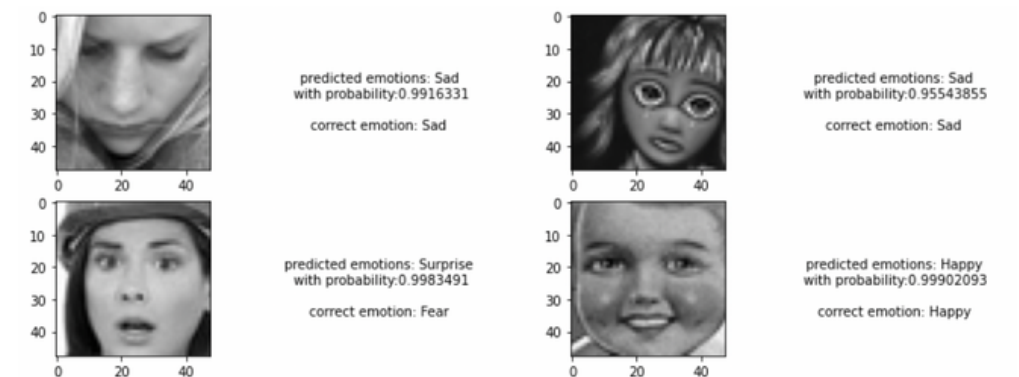 0
10
20
30
40
0 20 40
predicted emotions: Sad
with probability:0.9916331
correct emotion: Sad
0
10
20
30
40
0 20 40
predicted emotions: Sad
with probability:0.95543855
correct emotion: Sad
0
10
20
30
40
0 20 40
predicted emotions: Surprise
with probability:0.9983491
correct emotion: Fear
0
10
20
30
40
0 20 40
predicted emotions: Happy
with probability:0.99902093
correct emotion: Happy